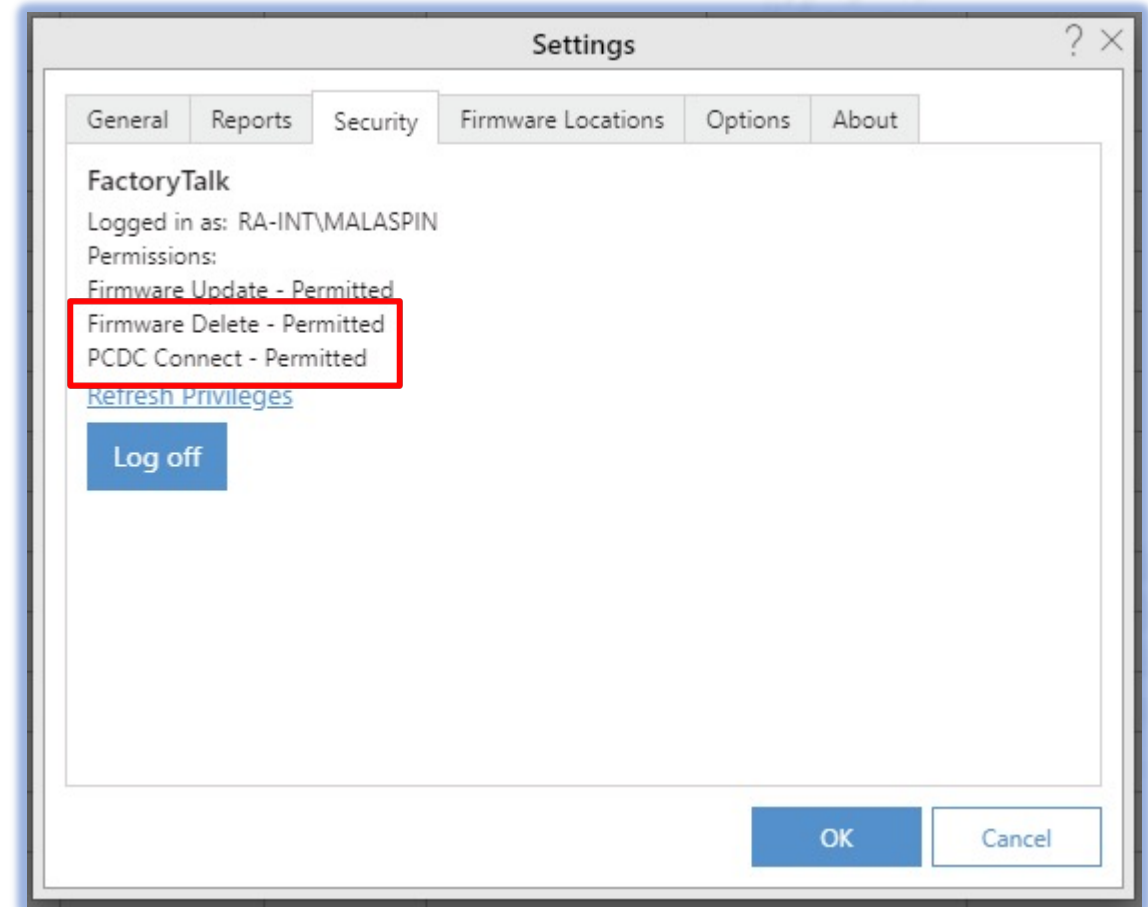 Settings ?
General Reports Security Firmware Locations Options About
FactoryTalk
Logged in as: RA-INT\MALASPIN
Permissions:
Firmware Update - Permitted
Firmware Delete - Permitted
PCDC Connect - Permitted
Refresh Privileges
Log off
OK Cancel